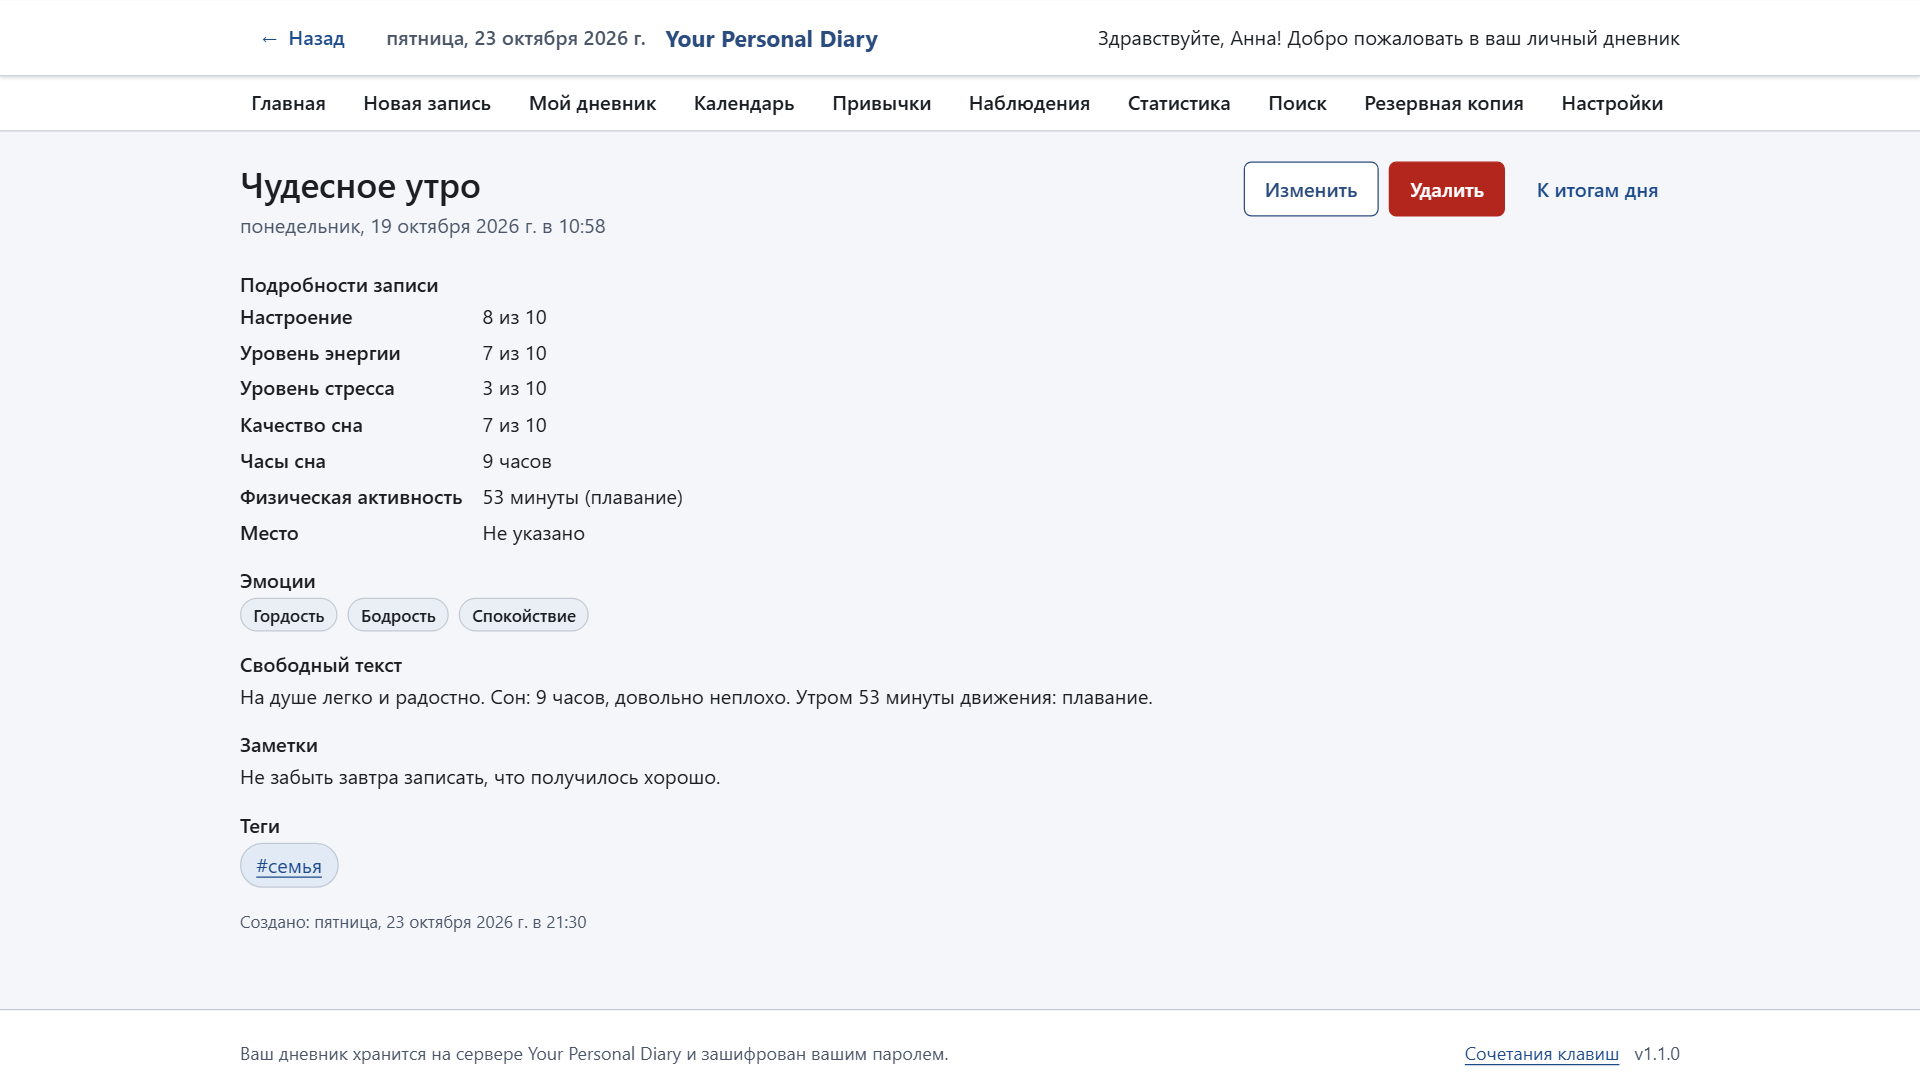 ← Назад пятница, 23 октября 2026 г. Your Personal Diary Здравствуйте, Анна! Добро пожаловать в ваш личный дневник
Главная Новая запись Мой дневник Календарь Привычки Наблюдения Статистика Поиск Резервная копия Настройки
Чудесное утро
Изменить Удалить К итогам дня
понедельник, 19 октября 2026 г. в 10:58
Подробности записи
Настроение 8 из 10
Уровень энергии 7 из 10
Уровень стресса 3 из 10
Качество сна 7 из 10
Часы сна 9 часов
Физическая активность 53 минуты (плавание)
Место Не указано
Эмоции
Гордость Бодрость Спокойствие
Свободный текст
На душе легко и радостно. Сон: 9 часов, довольно неплохо. Утром 53 минуты движения: плавание.
Заметки
Не забыть завтра записать, что получилось хорошо.
Теги
#семья
Создано: пятница, 23 октября 2026 г. в 21:30
Ваш дневник хранится на сервере Your Personal Diary и зашифрован вашим паролем. Сочетания клавиш v1.1.0